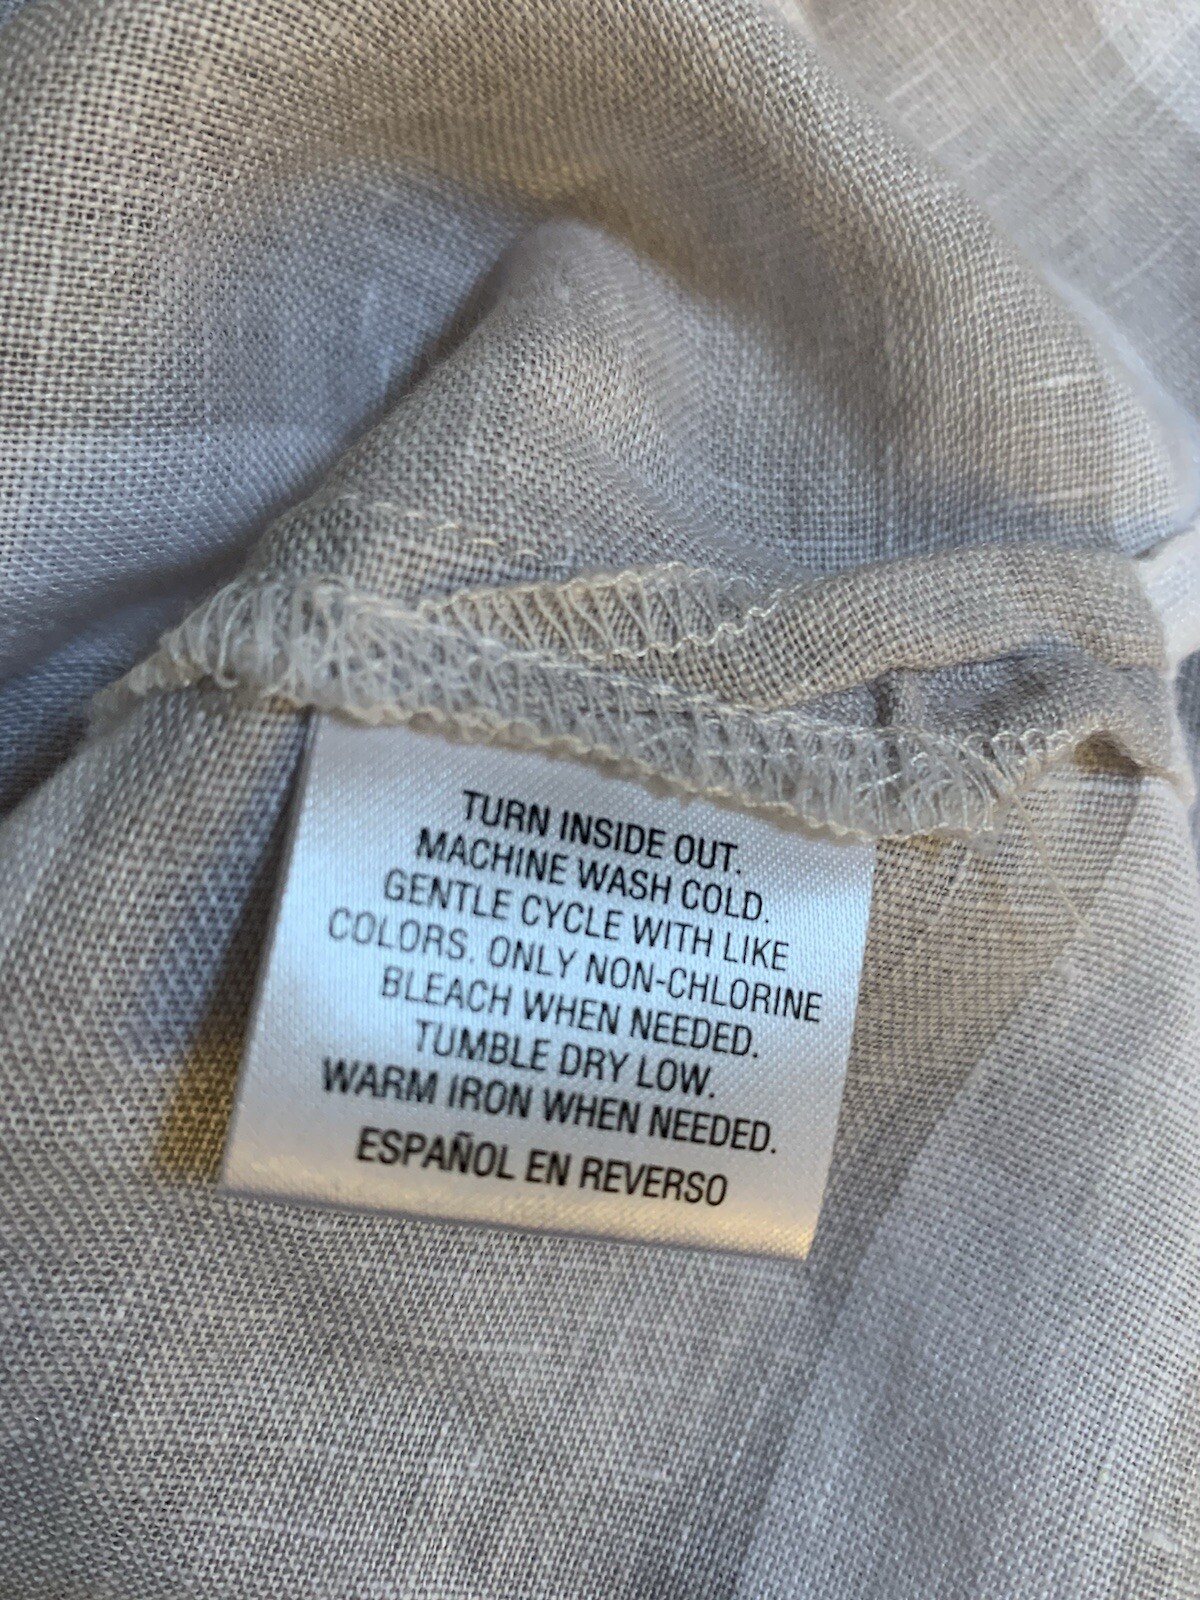 TURN INSIDE OUT.
MACHINE WASH COLD.
GENTLE CYCLE WITH LIKE
COLORS. ONLY NON-CHLORINE
BLEACH WHEN NEEDED.
TUMBLE DRY LOW.
WARM IRON WHEN NEEDED.
ESPAÑOL EN REVERSO